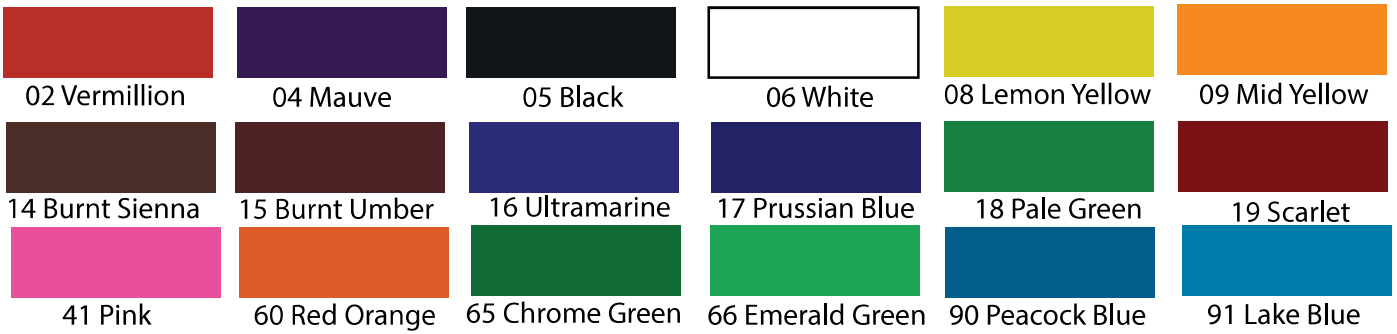 02 Vermillion
04 Mauve
05 Black
06 White
08 Lemon Yellow
09 Mid Yellow
14 Burnt Sienna
15 Burnt Umber
16 Ultramarine
17 Prussian Blue
18 Pale Green
19 Scarlet
41 Pink
60 Red Orange
65 Chrome Green
66 Emerald Green
90 Peacock Blue
91 Lake Blue